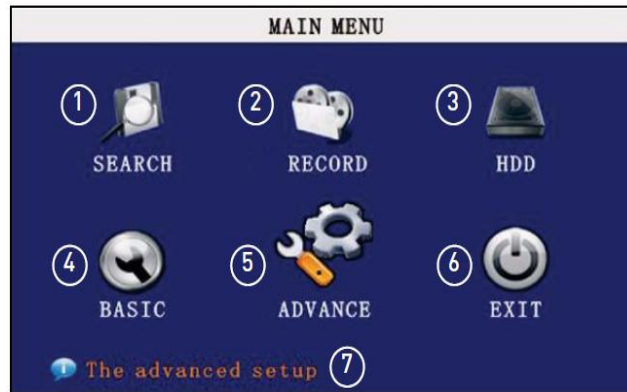 MAIN MENU
1 2 3
SEARCH RECORD HDD
4 5 6
BASIC ADVANCE EXIT
The advanced setup 7